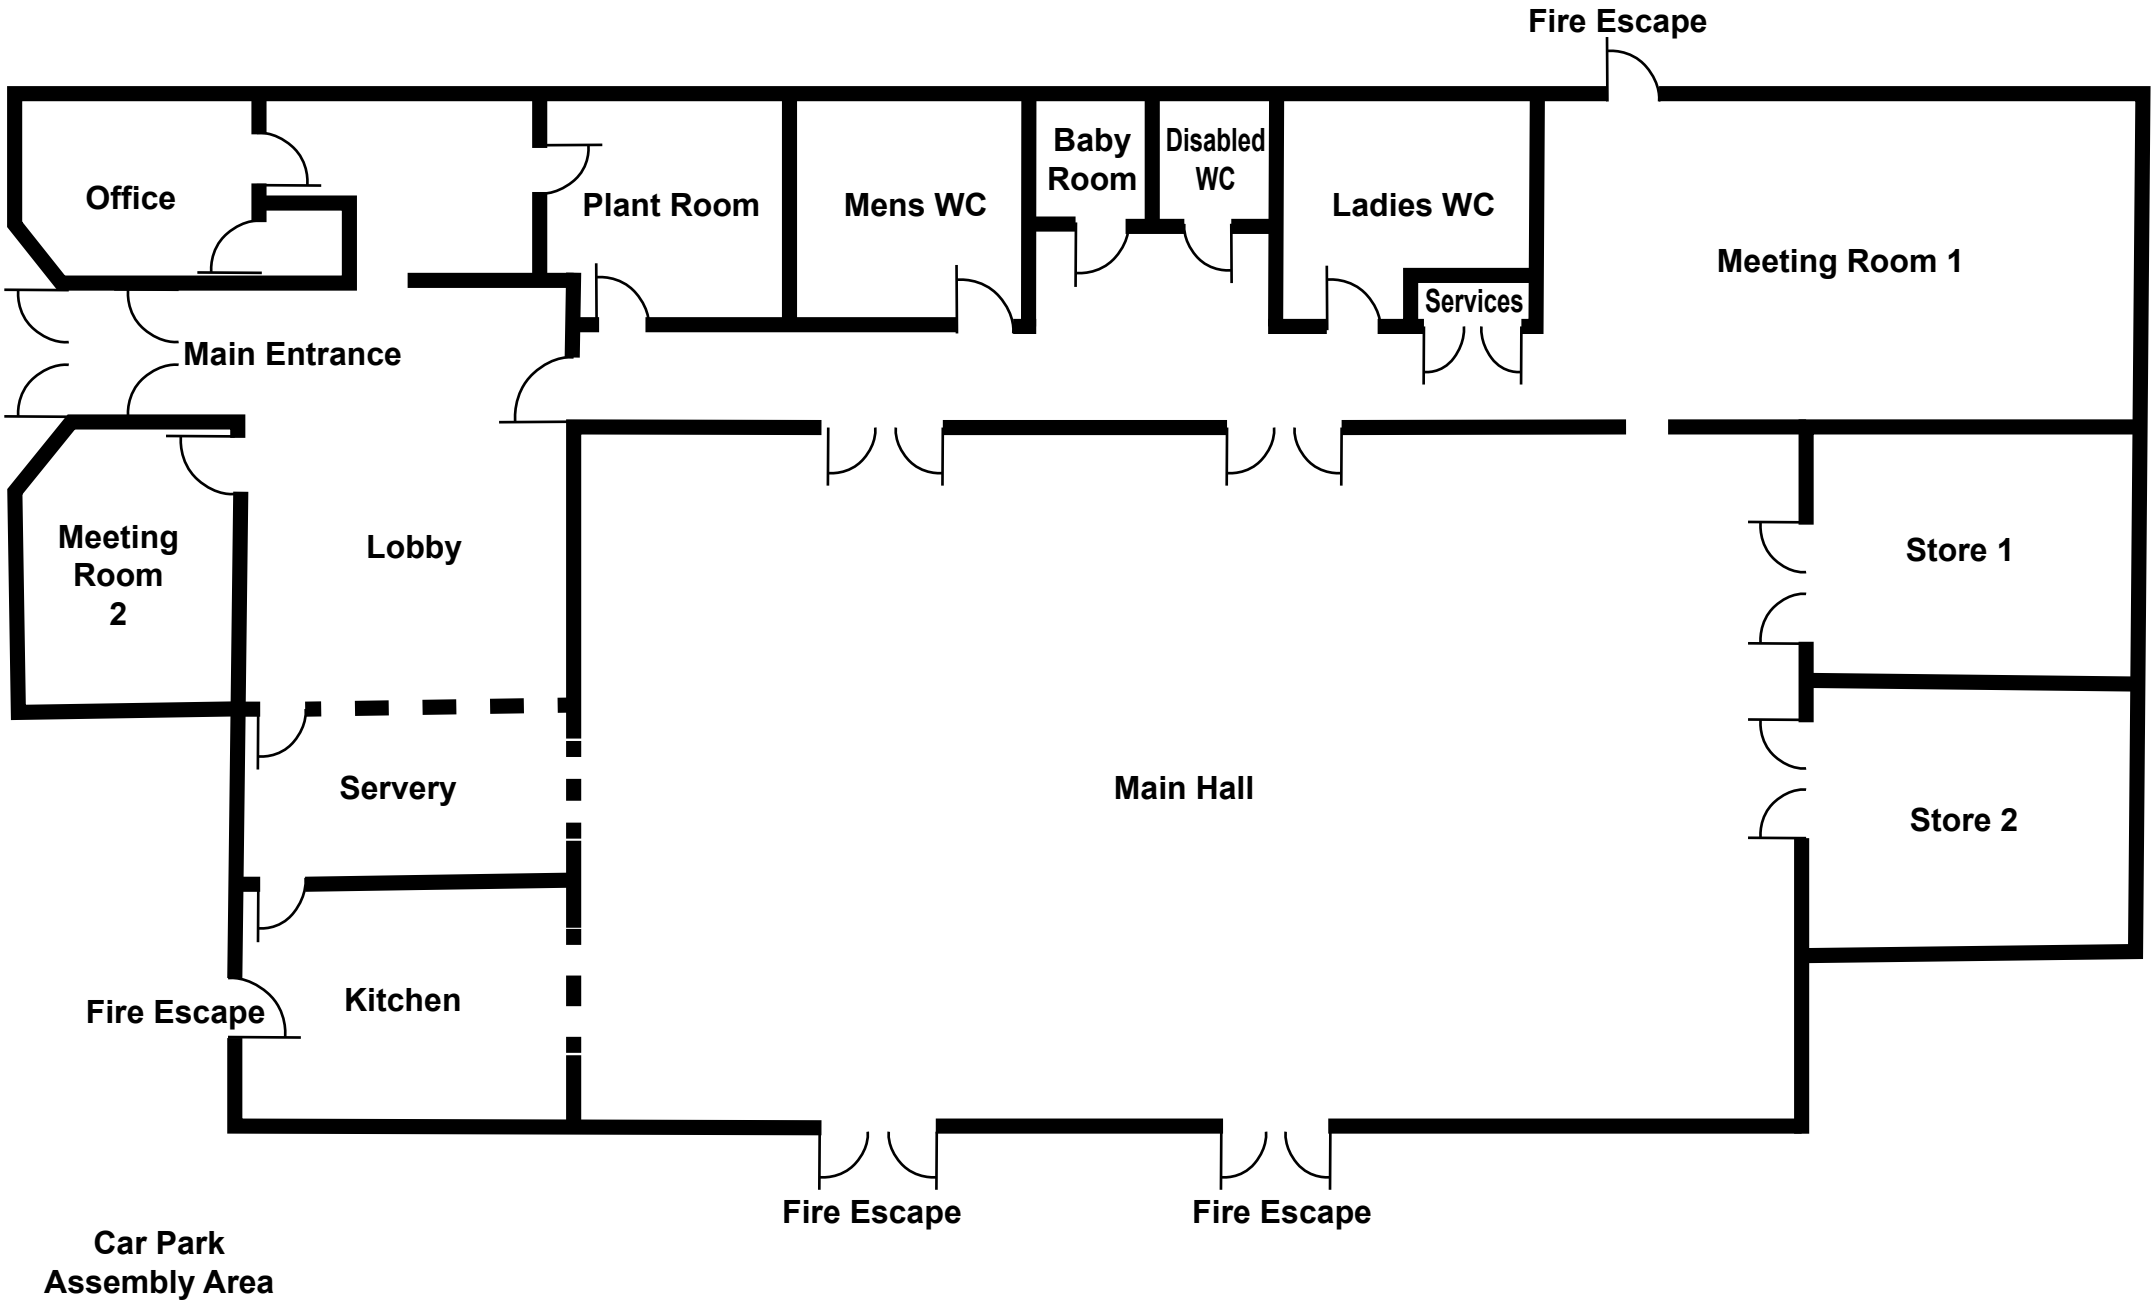 Fire Escape
Baby
Room
Disabled
WC
Office
Plant Room
Mens WC
Ladies WC
Meeting Room 1
Services
Main Entrance
Meeting
Room
2
Lobby
Store 1
Servery
Main Hall
Store 2
Fire Escape
Kitchen
Fire Escape
Fire Escape
Car Park
Assembly Area